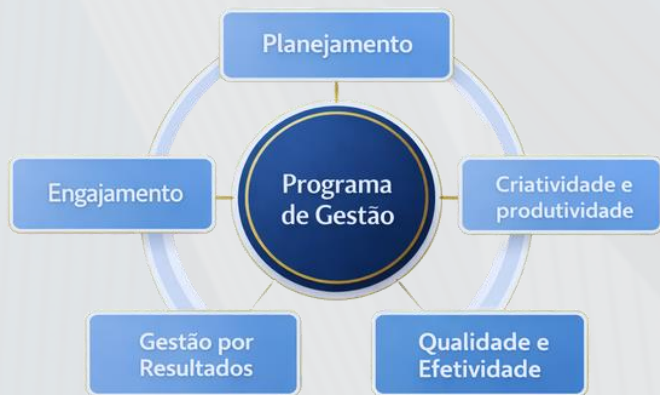 Planejamento
Engajamento
Programa
de Gestão
Criatividade e
produtividade
Gestão por
Resultados
Qualidade e
Efetividade